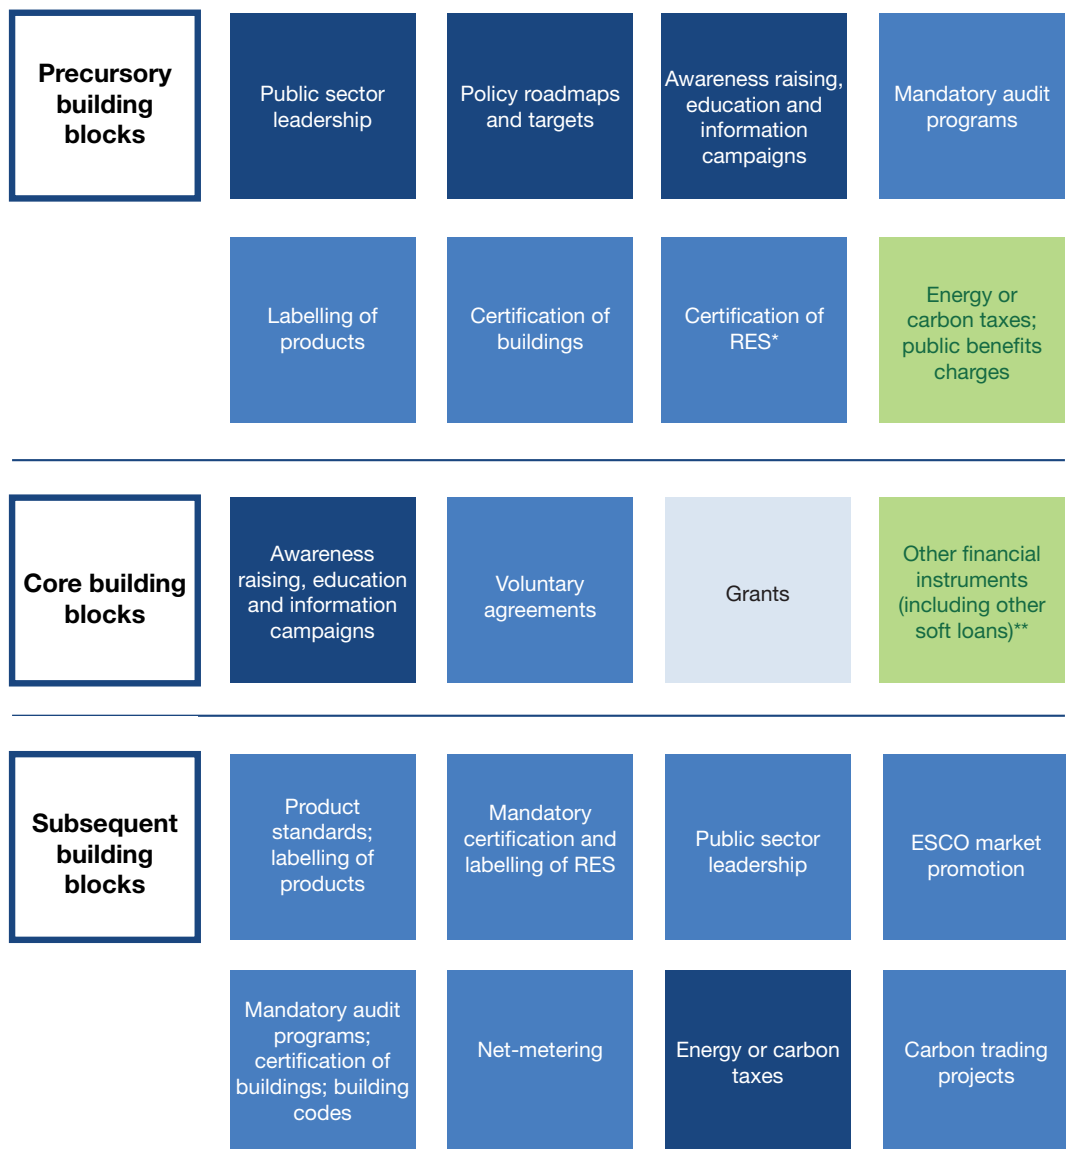 Precursory
building
blocks
Public sector
leadership
Policy roadmaps
and targets
Awareness raising,
education and
information
campaigns
Mandatory audit
programs
Labelling of
products
Certification of
buildings
Certification of
RES*
Energy or
carbon taxes;
public benefits
charges
Core building
blocks
Awareness
raising, education
and information
campaigns
Voluntary
agreements
Grants
Other financial
instruments
(including other
soft loans)**
Subsequent
building
blocks
Product
standards;
labelling of
products
Mandatory
certification and
labelling of RES
Public sector
leadership
ESCO market
promotion
Mandatory audit
programs;
certification of
buildings; building
codes
Net-metering
Energy or carbon
taxes
Carbon trading
projects